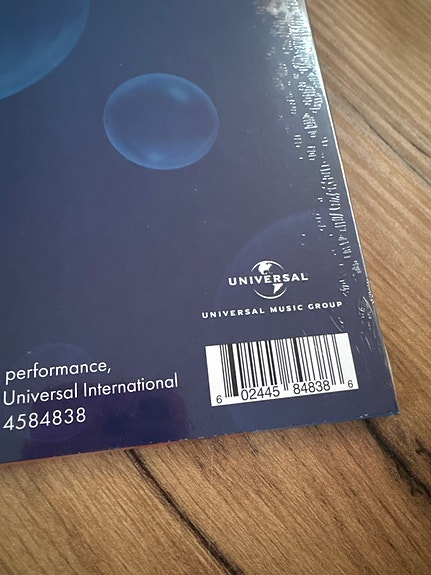 UNIVERSAL
UNIVERSAL MUSIC GROUP
performance,
Universal International
4584838
6 02445 84838 6